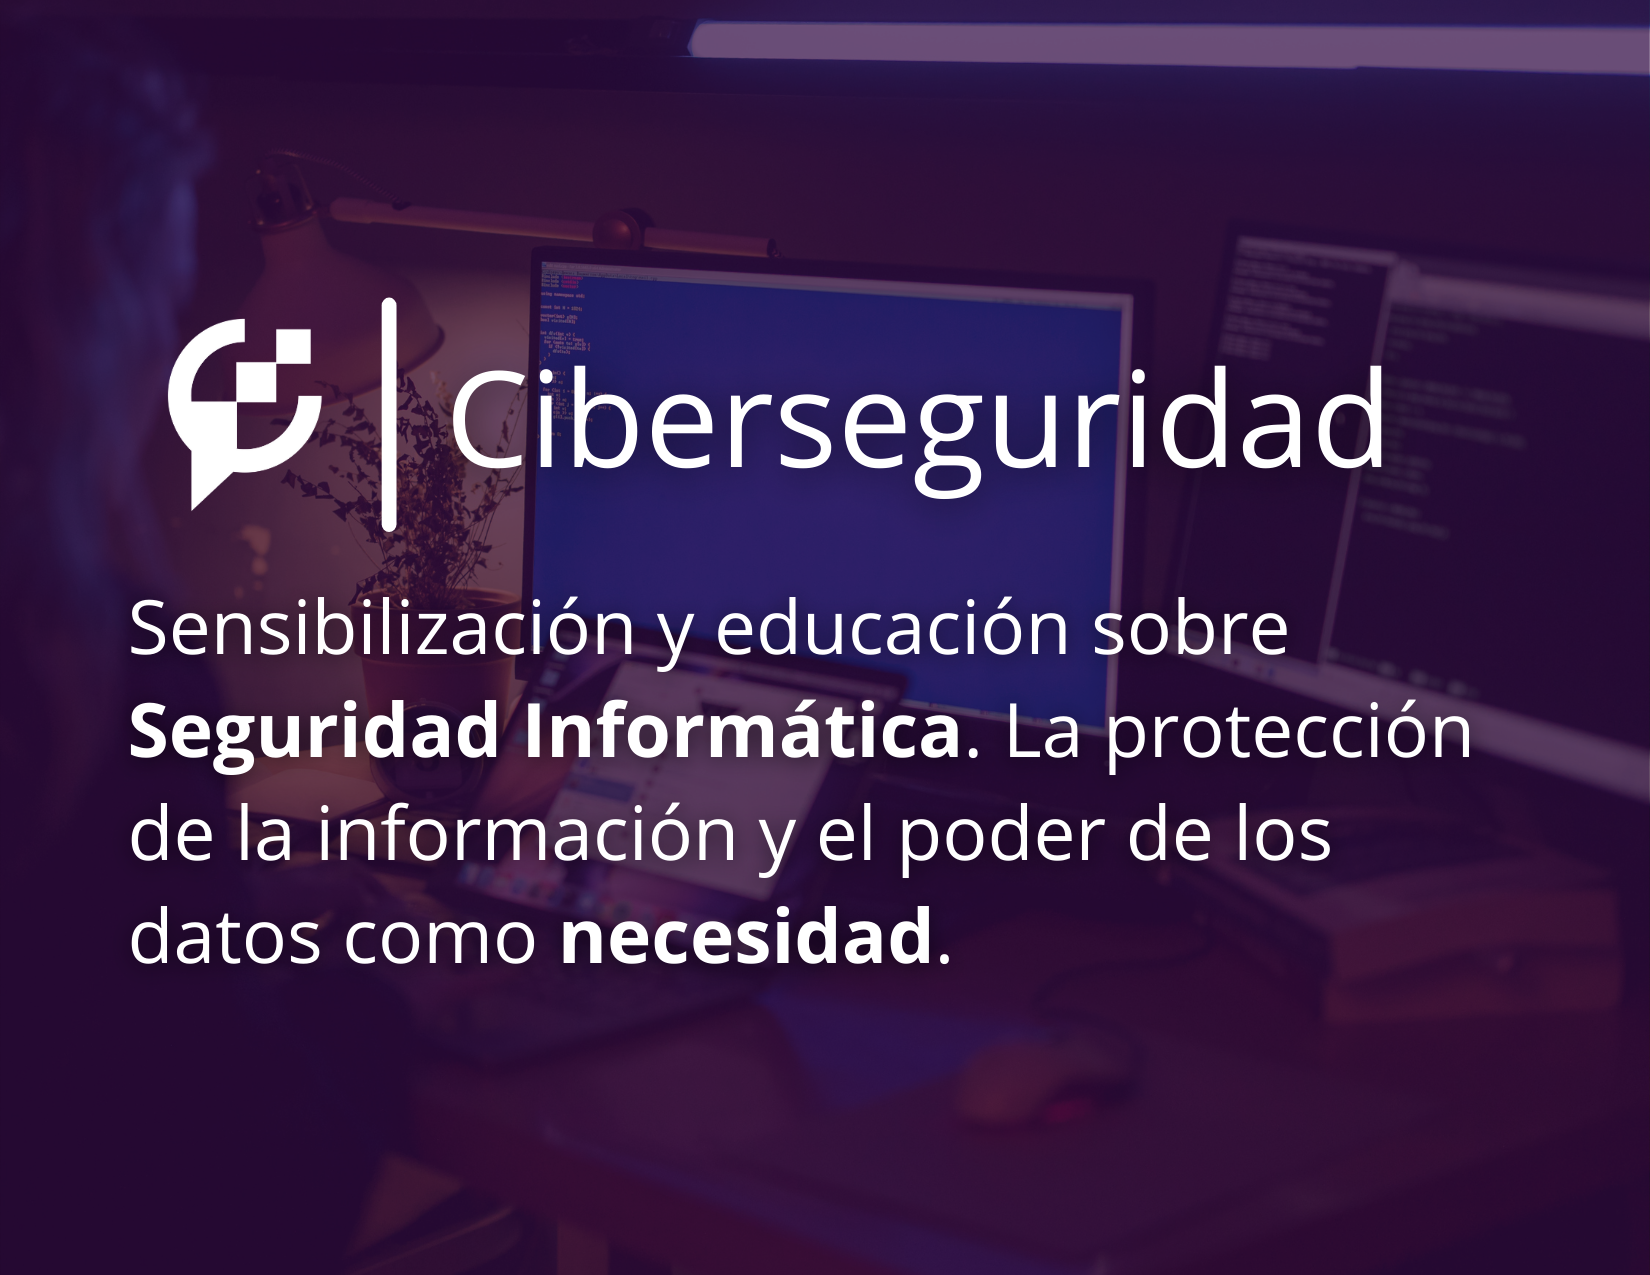 Ciberseguridad
Sensibilización y educación sobre
Seguridad Informática. La protección
de la información y el poder de los
datos como necesidad.